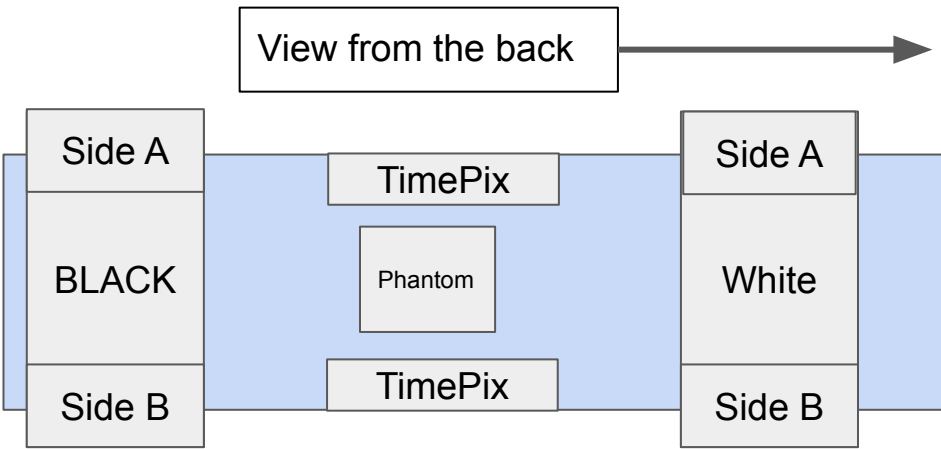 View from the back
Side A
Side A
TimePix
BLACK
Phantom
White
TimePix
Side B
Side B